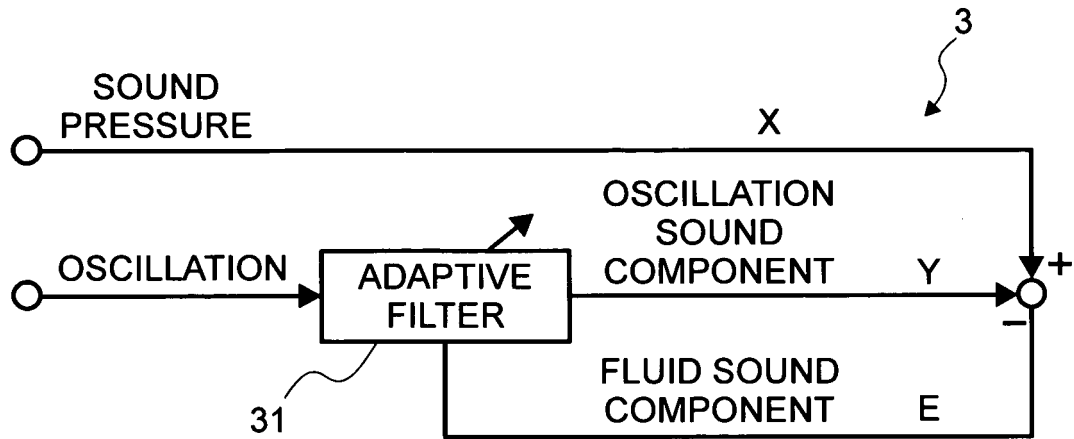 3
SOUND
PRESSURE
X
OSCILLATION
SOUND
COMPONENT
+
OSCILLATION
ADAPTIVE
FILTER
Y
−
31
FLUID SOUND
COMPONENT
E